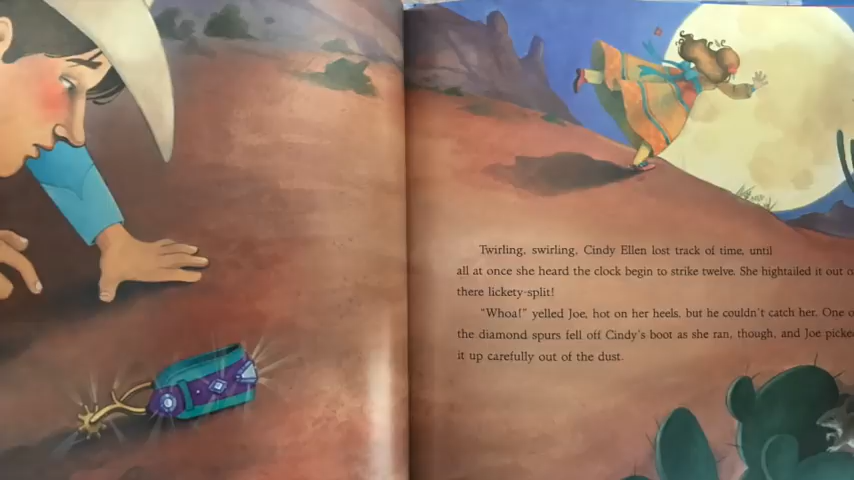 Twirling, swirling, Cindy Ellen lost track of time, until
all at once she heard the clock begin to strike twelve. She hightailed it out
there lickety-split!
"Whoa!" yelled Joe, hot on her heels, but he couldn't catch her. One
the diamond spurs fell off Cindy's boot as she ran, though, and Joe picke
it up carefully out of the dust.